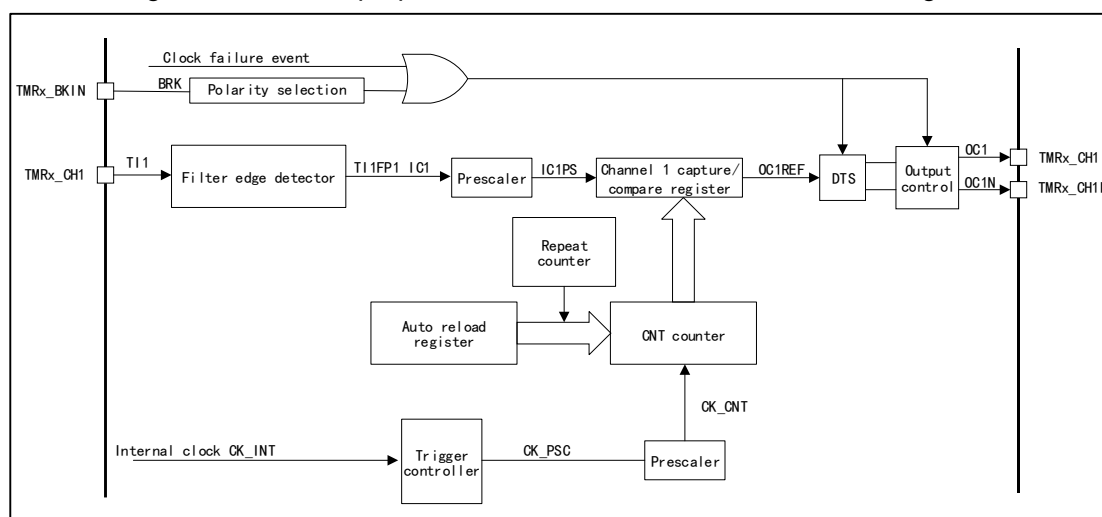 Clock failure event
TMRx_BKIN
BRK
Polarity selection
TMRx_CH1
TI1
Filter edge detector
TI1FP1 IC1
Prescaler
IC1PS
Channel 1 capture/
compare register
OC1REF
DTS
Output
control
OC1
TMRx_CH1
OC1N
Repeat
counter
Auto reload
register
CNT counter
CK_CNT
Internal clock CK_INT
Trigger
controller
CK_PSC
Prescaler